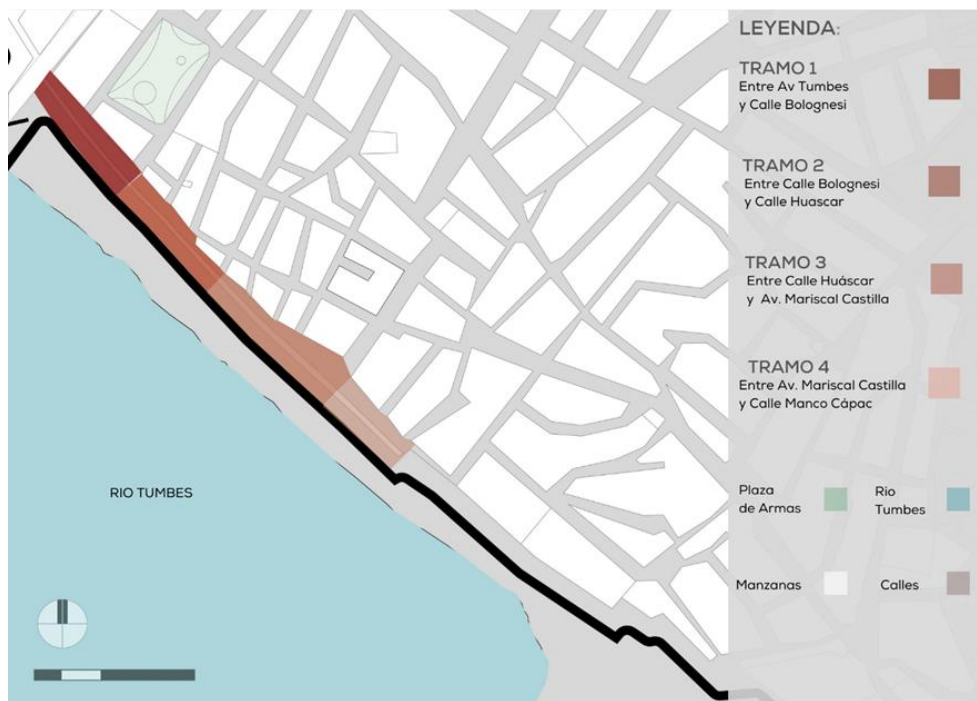 LEYENDA:
TRAMO 1
Entre Av Tumbes
y Calle Bolognesi
TRAMO 2
Entre Calle Bolognesi
y Calle Huascar
TRAMO 3
Entre Calle Huáscar
y Av. Mariscal Castilla
TRAMO 4
Entre Av. Mariscal Castilla
y Calle Manco Cápac
Plaza
de Armas
Rio
Tumbes
Manzanas
Calles
RIO TUMBES